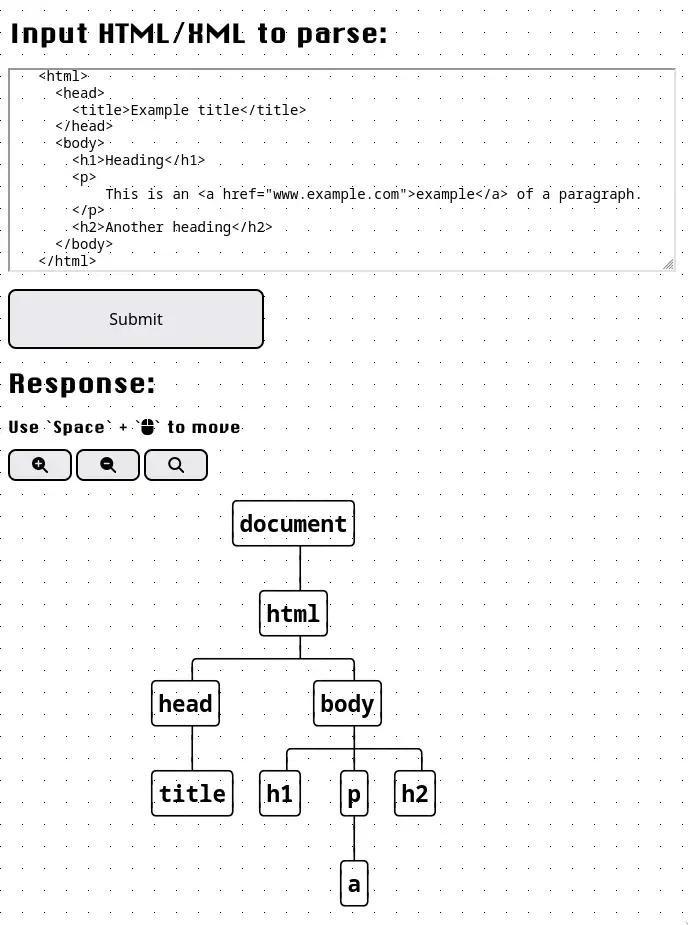 Input HTML/XML to parse:
<html>
<head>
<title>Example title</title>
</head>
<body>
<h1>Heading</h1>
<p>
This is an <a href="www.example.com">example</a> of a paragraph.
</p>
<h2>Another heading</h2>
</body>
</html>
Submit
Response:
Use `Space` + ` ` to move
document
html
head body
title h1 p h2
a